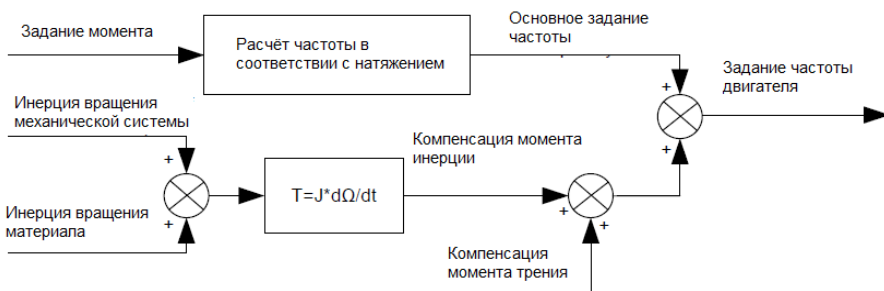 Задание момента
Расчёт частоты в
соответствии с натяжением
Основное задание
частоты
Задание частоты
двигателя
+
+
Инерция вращения
механической системы
+
Инерция вращения
материала
+
T=J*dΩ/dt
Компенсация момента
инерции
+
+
Компенсация
момента трения